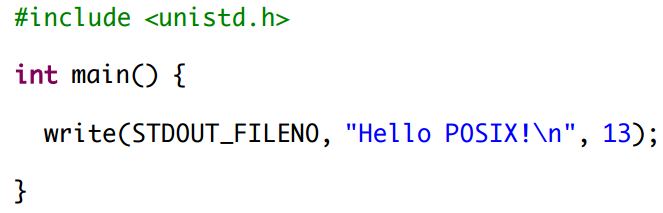 #include <unistd.h>
int main() {
write(STDOUT_FILENO, "Hello POSIX!\n", 13);
}